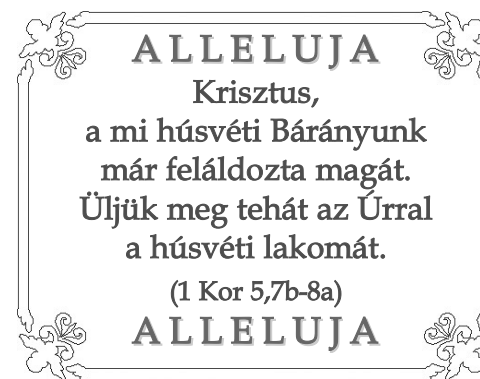 ALLELUJA
Krisztus,
a mi húsvéti Bárányunk
már feláldozta magát.
Üljük meg tehát az Úrral
a húsvéti lakomát.
(1 Kor 5,7b-8a)
ALLELUJA